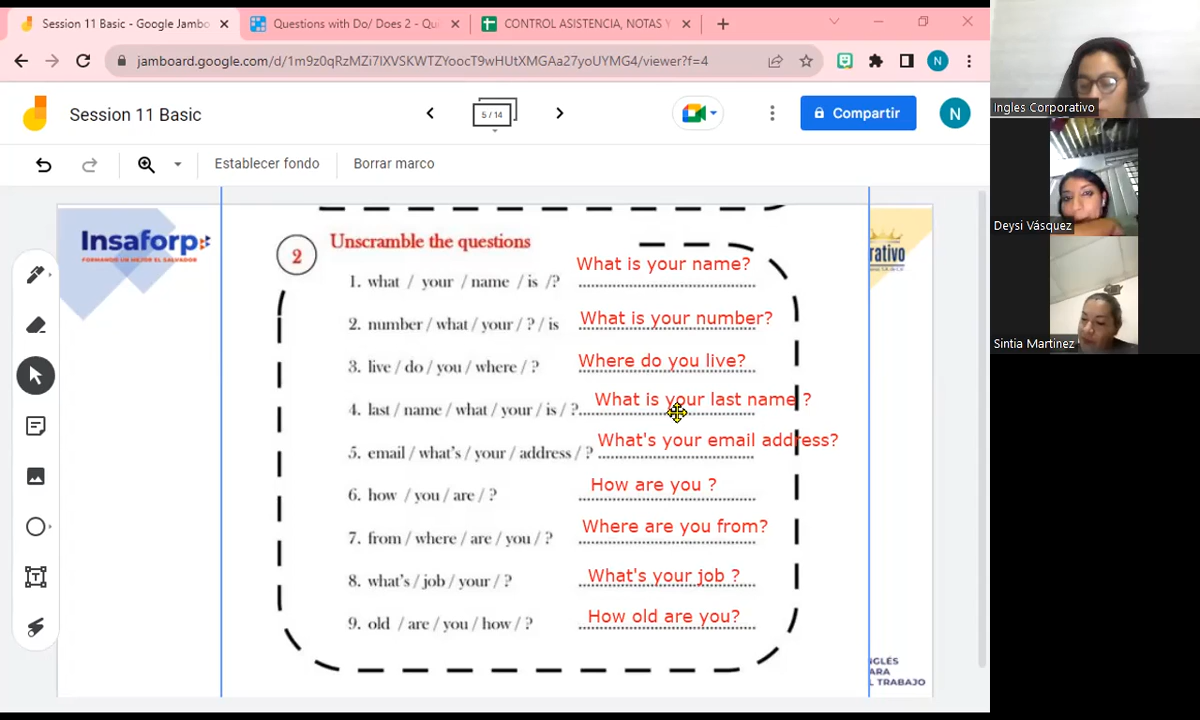 Session 11 Basic - Google Jambo
Questions with Do/ Does 2 - Qu
CONTROL ASISTENCIA, NOTAS Y
jamboard.google.com/d/1m9z0qRzMZi7lXVSKWTZYoocT9wHUtXMGAa27yoUYMG4/viewer?f=4
N
Session 11 Basic
5 / 14
Compartir
N
Establecer fondo
Borrar marco
Insaforp
FORMANDO UN MEJOR EL SALVADOR
rativo
2
Unscramble the questions
1. what / your / name / is /?
What is your name?
2. number / what / your / ? / is
What is your number?
3. live / do / you / where / ?
Where do you live?
4. last / name / what / your / is / ?
What is your last name ?
5. email / what's / your / address / ?
What's your email address?
6. how / you / are / ?
How are you ?
7. from / where / are / you / ?
Where are you from?
8. what's / job / your / ?
What's your job ?
9. old / are / you / how / ?
How old are you?
NGLÉS
ARA
L TRABAJO
Ingles Corporativo
Deysi Vásquez
Sintia Martinez